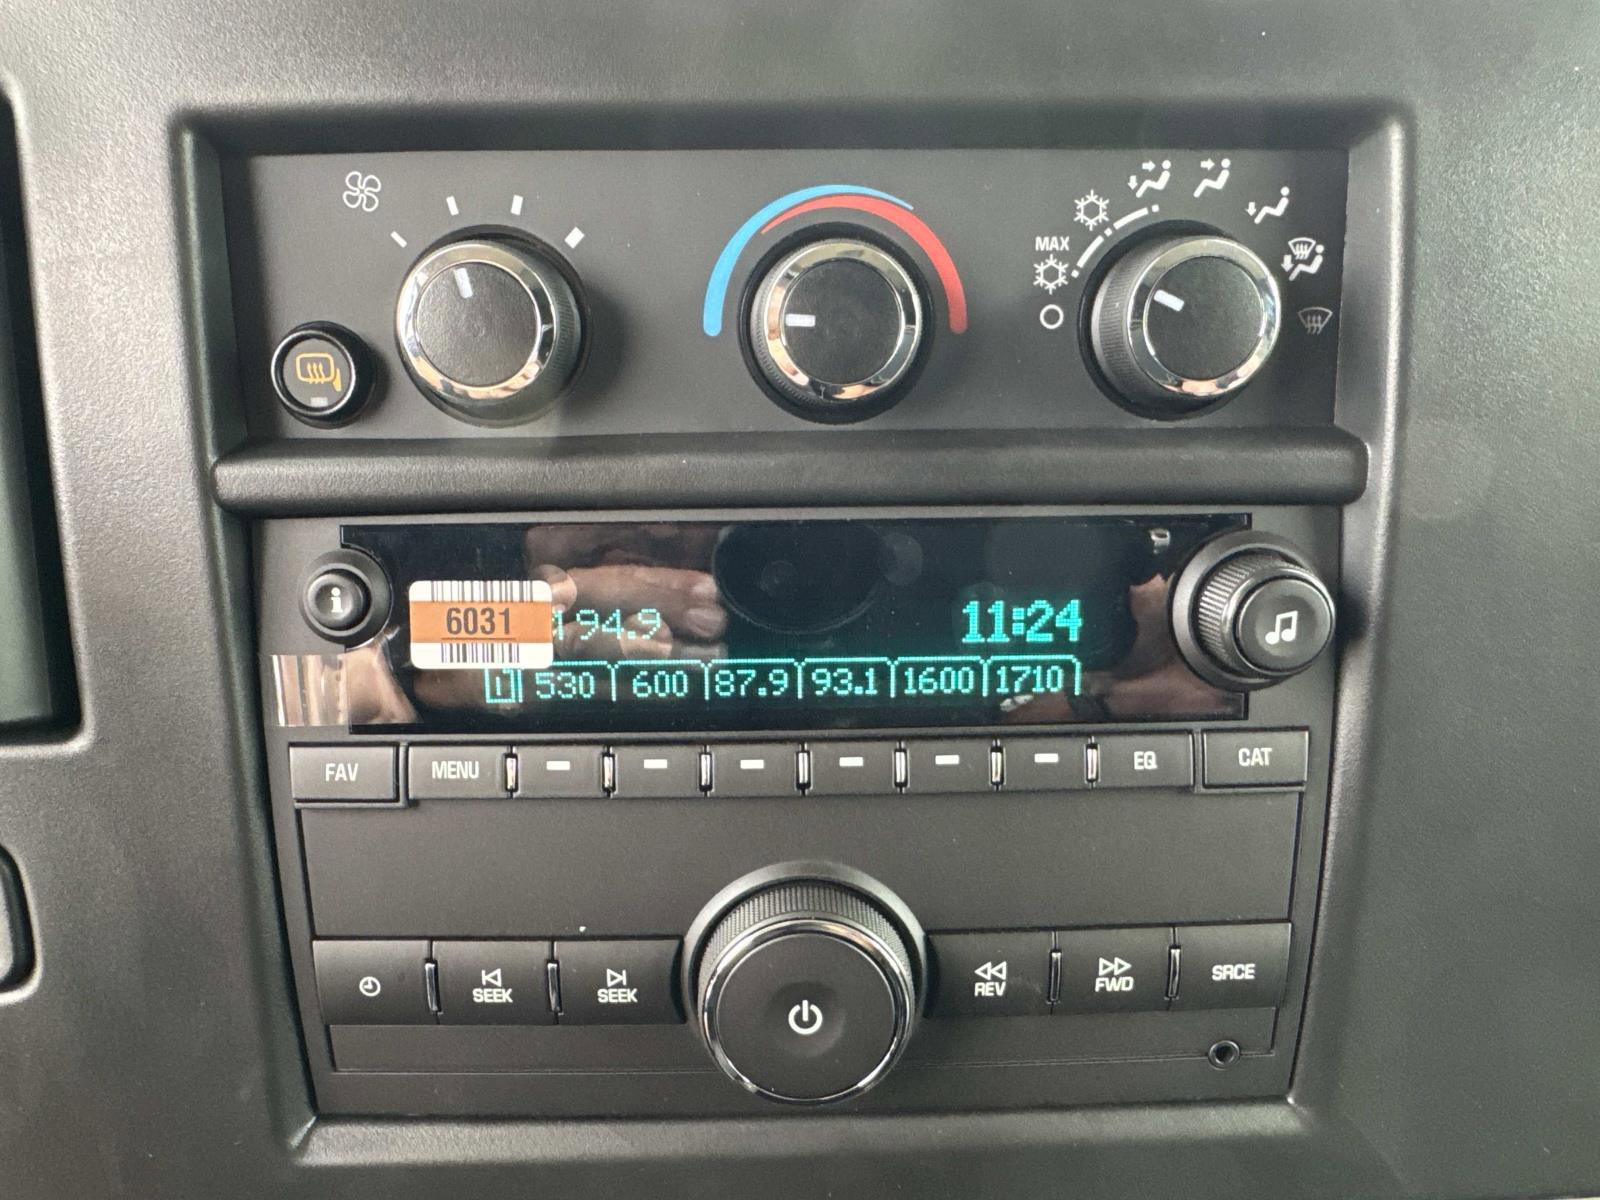 MAX
i
6031
94.9
11:24
1 530 600 87.9 93.1 1600 1710
FAV MENU EQ CAT
SEEK SEEK REV FWD SRCE